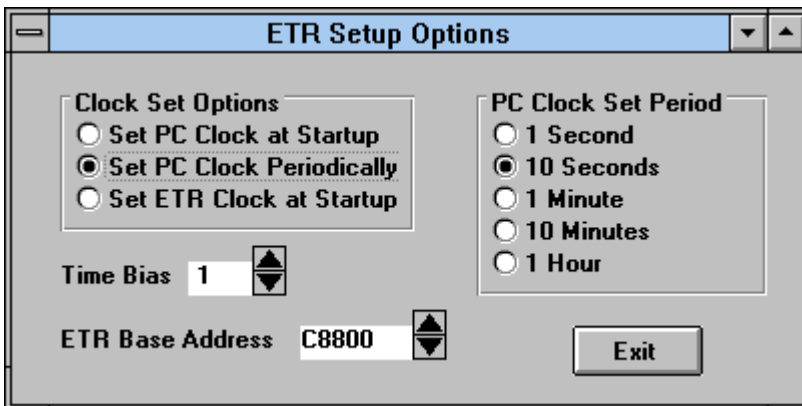 ETR Setup Options
Clock Set Options
Set PC Clock at Startup
Set PC Clock Periodically
Set ETR Clock at Startup
PC Clock Set Period
1 Second
10 Seconds
1 Minute
10 Minutes
1 Hour
Time Bias 1
ETR Base Address C8800
Exit